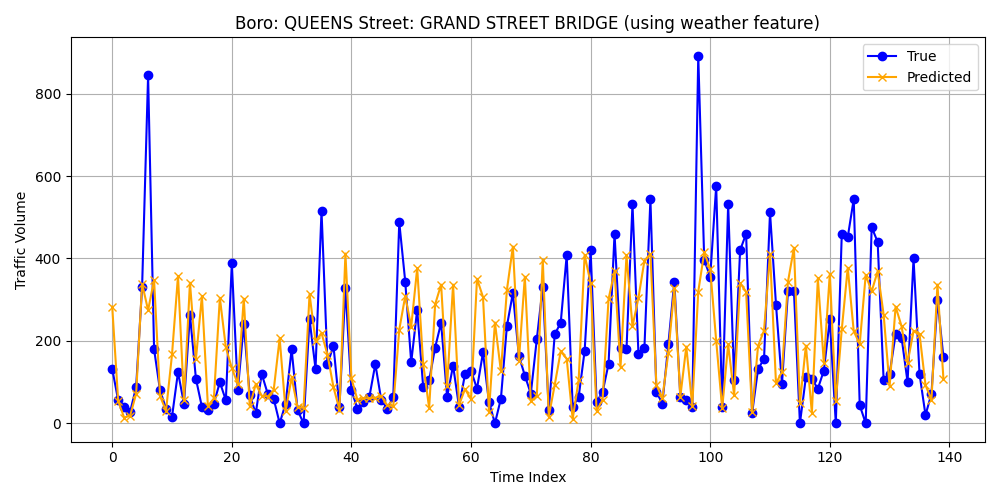 Boro: QUEENS Street: GRAND STREET BRIDGE (using weather feature)
True
Predicted
Traffic Volume
800
600
400
200
0
0 20 40 60 80 100 120 140
Time Index